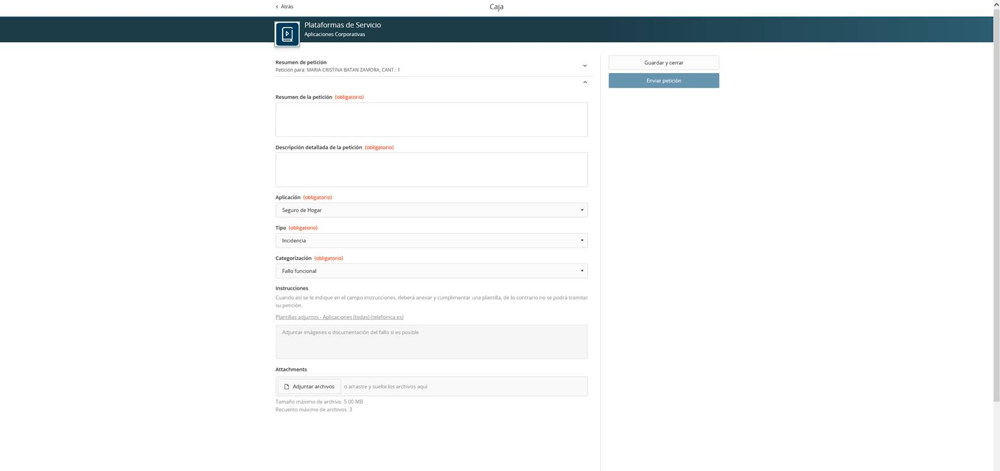 Atrás
Caja
Plataformas de Servicio
Aplicaciones Corporativas
Resumen de petición
Peticion para: MARIA CRISTINA BATAN ZAMORA, CANT.: 1
Guardar y cerrar
Enviar petición
Resumen de la petición (obligatorio)
Descripción detallada de la petición (obligatorio)
Aplicación (obligatorio)
Seguro de Hogar
Tipo (obligatorio)
Incidencia
Categorización (obligatorio)
Fallo funcional
Instrucciones
Cuando así se le indique en el campo instrucciones, deberá anexar y cumplimentar una plantilla, de lo contrario no se podrá tramitar
su petición:
Plantillas adjuntos - Aplicaciones (todas) (telefonica.es)
Adjuntar imágenes o documentación del fallo si es posible
Attachments
Adjuntar archivos o arrastre y suelte los archivos aquí
Tamaño máximo de archivo: 5.00 MB
Recuento máximo de archivos: 3